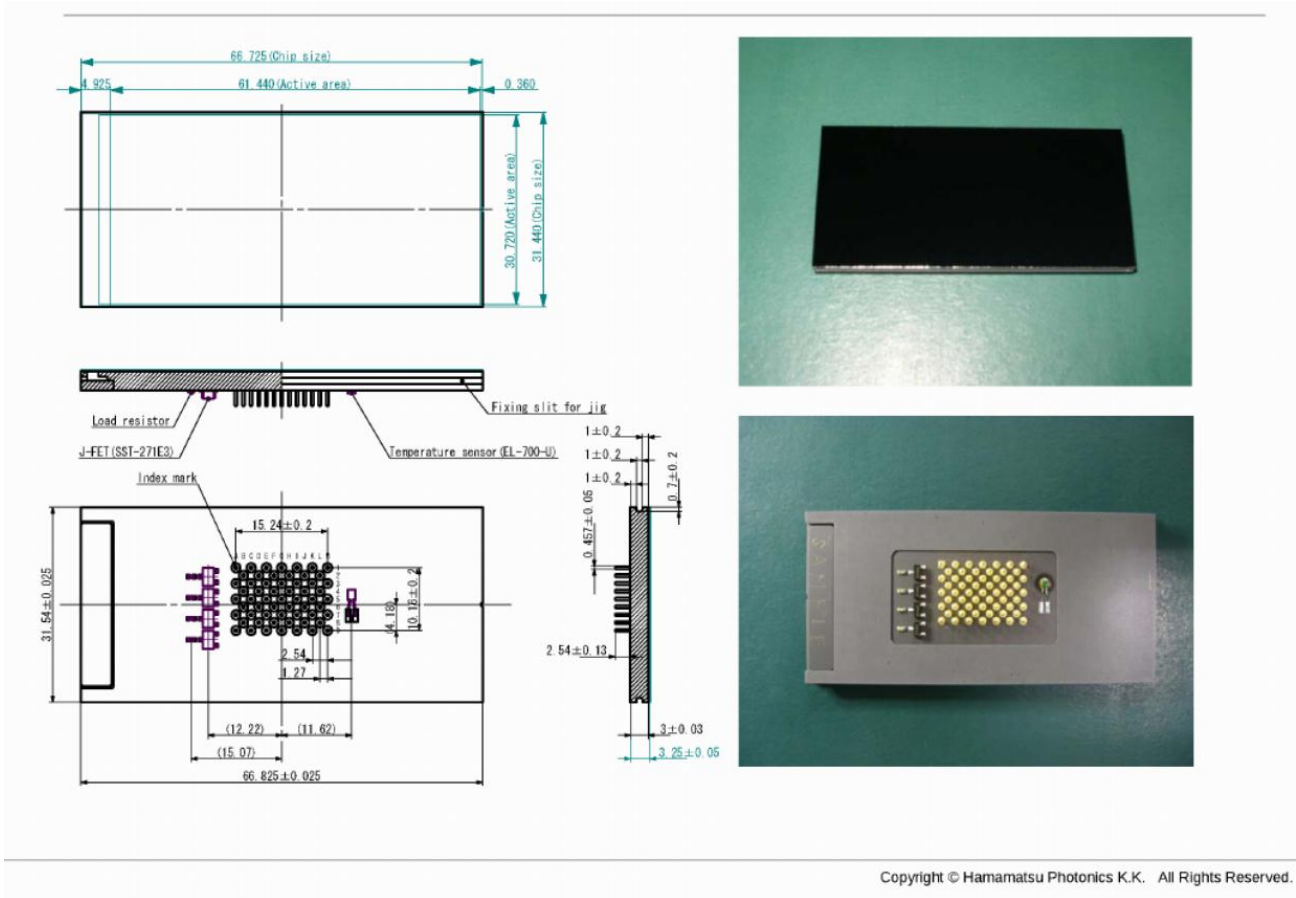 66.725(Chip size)
4.925
61.440(Active area)
0.360
30.720(Active area)
31.440(Chip size)
Load resistor
J-FET(SST-271E3)
Fixing slit for jig
Temperature sensor(EL-700-U)
Index mark
15.24±0.2
31.54±0.025
(4.18)
10.16±0.2
2.54
1.27
(12.22)
(11.62)
(15.07)
66.825±0.025
1±0.2
1±0.2
1±0.2
0.7±0.2
0.457±0.05
2.54±0.13
3±0.03
3.25±0.05
SAMPLE
Copyright © Hamamatsu Photonics K.K. All Rights Reserved.